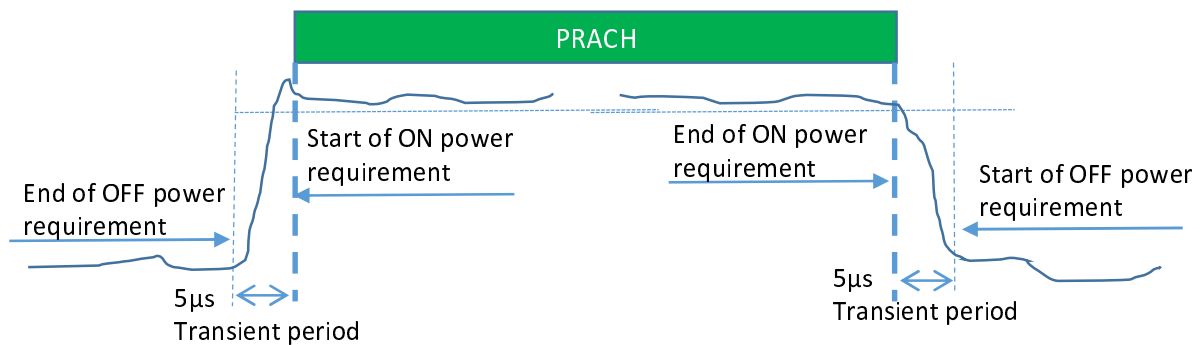 PRACH
Start of ON power
requirement
End of OFF power
requirement
5µs
Transient period
End of ON power
requirement
Start of OFF power
requirement
5µs
Transient period